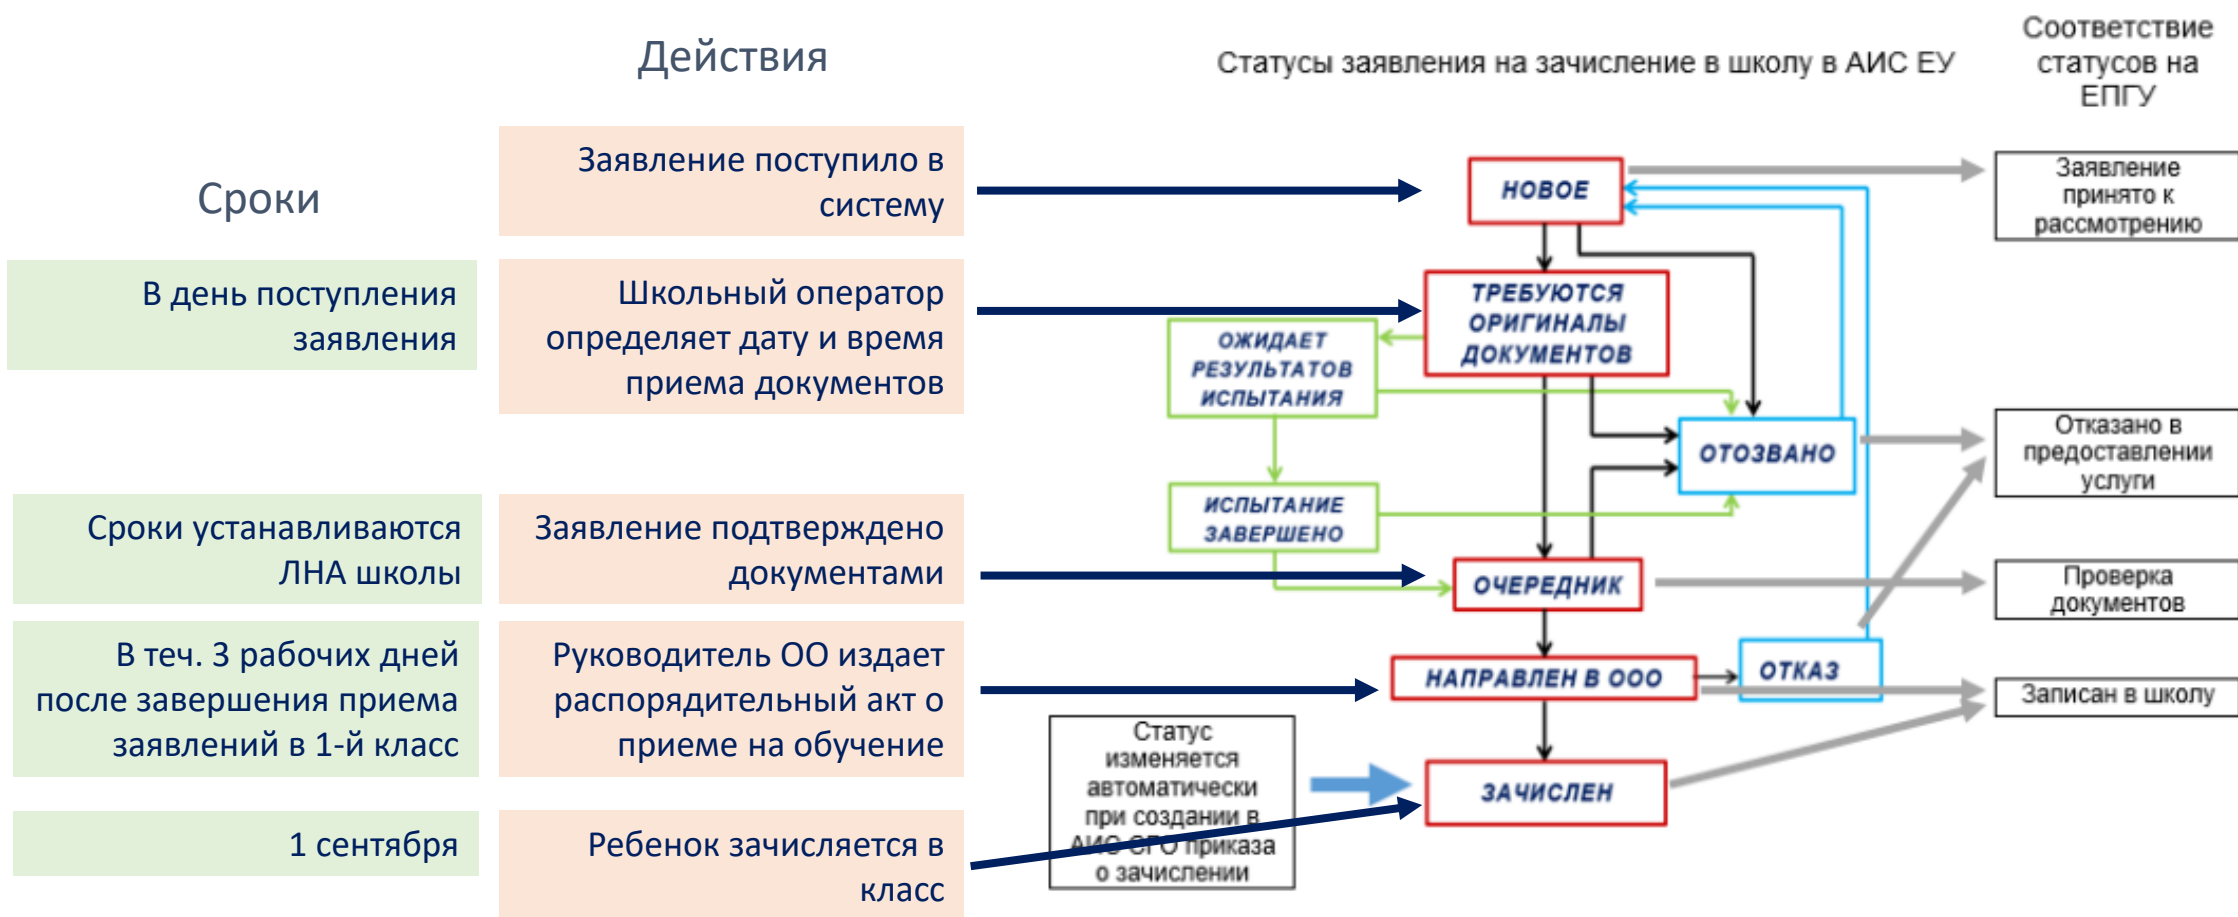 Сроки
Действия
Статусы заявления на зачисление в школу в АИС ЕУ
Соответствие
статусов на
ЕПГУ
Заявление поступило в
систему
НОВОЕ
Заявление
принято к
рассмотрению
В день поступления
заявления
Школьный оператор
определяет дату и время
приема документов
ТРЕБУЮТСЯ
ОРИГИНАЛЫ
ДОКУМЕНТОВ
ОЖИДАЕТ
РЕЗУЛЬТАТОВ
ИСПЫТАНИЯ
ОТОЗВАНО
Отказано в
предоставлении
услуги
Сроки устанавливаются
ЛНА школы
Заявление подтверждено
документами
ИСПЫТАНИЕ
ЗАВЕРШЕНО
ОЧЕРЕДНИК
Проверка
документов
В теч. 3 рабочих дней
после завершения приема
заявлений в 1-й класс
Руководитель ОО издает
распорядительный акт о
приеме на обучение
НАПРАВЛЕН В ООО
ОТКАЗ
Записан в школу
Статус
изменяется
автоматически
при создании в
АИС СГО приказа
о зачислении
ЗАЧИСЛЕН
1 сентября
Ребенок зачисляется в
класс